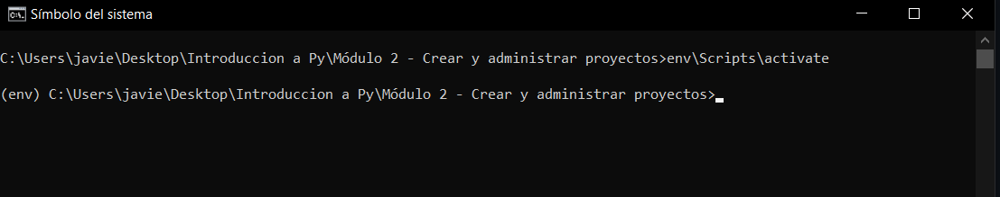 Símbolo del sistema
C:\Users\javie\Desktop\Introduccion a Py\Módulo 2 - Crear y administrar proyectos>env\Scripts\activate
(env) C:\Users\javie\Desktop\Introduccion a Py\Módulo 2 - Crear y administrar proyectos>